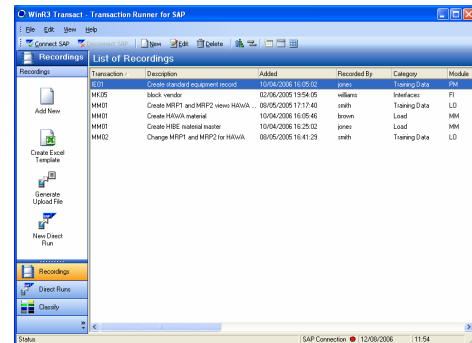 WinR3 Transact - Transaction Runner for SAP
File Edit View Help
Connect SAP Disconnect SAP New Edit Delete
Recordings List of Recordings
Recordings
Transaction Description Added Recorded By Category Module
IE01 Create standard equipment record 10/04/2006 16:05:02 jones Training Data PM
MK05 block vendor 02/06/2005 19:54:05 williams Interfaces FI
MM01 Create MRP1 and MRP2 views HAWA ... 08/05/2005 17:17:40 smith Training Data LO
MM01 Create HAWA material 10/04/2006 16:05:46 brown Load MM
MM01 Create HIBE material master 10/04/2006 16:25:02 jones Load MM
MM02 Change MRP1 and MRP2 for HAWA 08/05/2005 16:41:29 smith Training Data LO
Add New
Create Excel
Template
Generate
Upload File
New Direct
Run
Recordings
Direct Runs
Classify
Status SAP Connection 12/08/2006 11:54